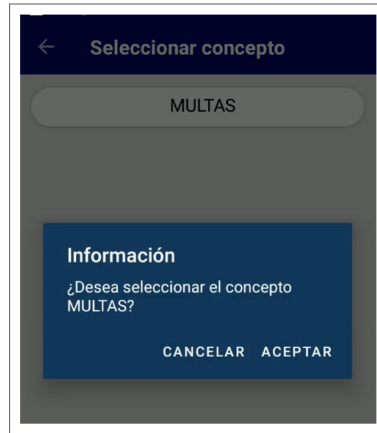 Seleccionar concepto
MULTAS
Información
¿Desea seleccionar el concepto
MULTAS?
CANCELAR ACEPTAR